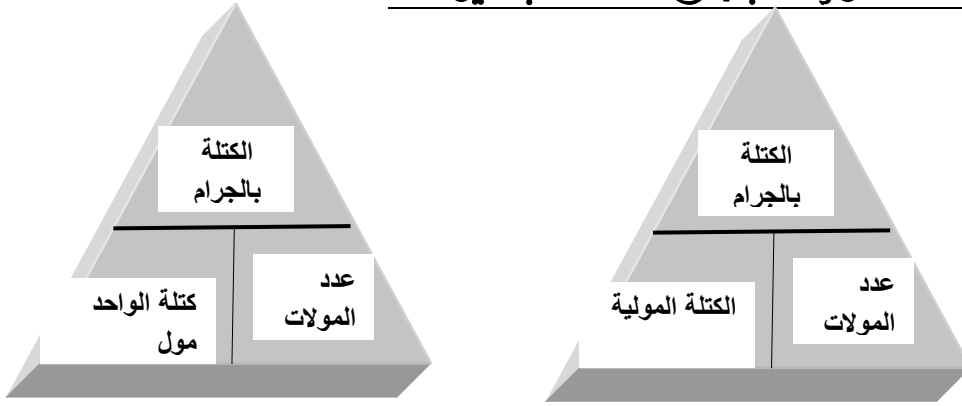 الكتلة
بالجرام
عدد
المولات
كتلة الواحد
مول
الكتلة
بالجرام
عدد
المولات
الكتلة المولية